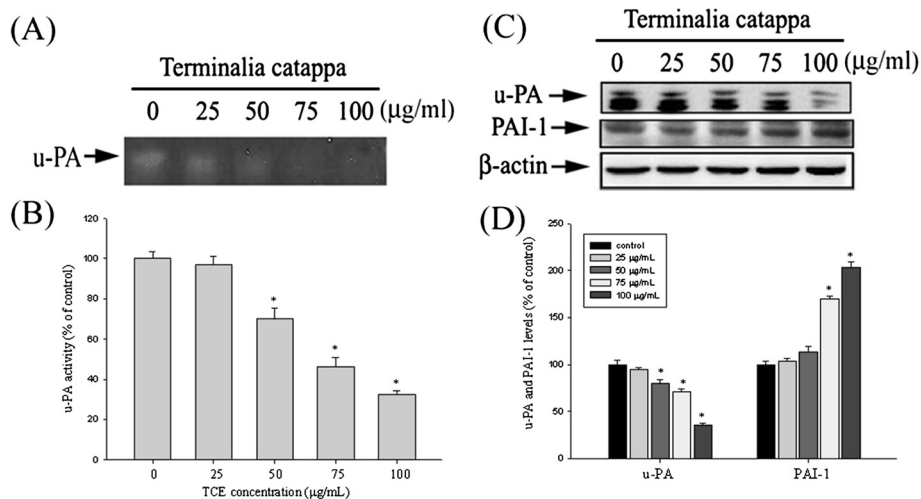 (A)
Terminalia catappa
0 25 50 75 100 (μg/ml)
u-PA
(B)
120
100
80
60
40
20
0
u-PA activity (% of control)
*
*
*
0 25 50 75 100
TCE concentration (μg/mL)
(C)
Terminalia catappa
0 25 50 75 100 (μg/ml)
u-PA
PAI-1
β-actin
(D)
250
200
150
100
50
0
u-PA and PAI-1 levels (% of control)
control
25 μg/mL
50 μg/mL
75 μg/mL
100 μg/mL
* * *
* *
u-PA PAI-1